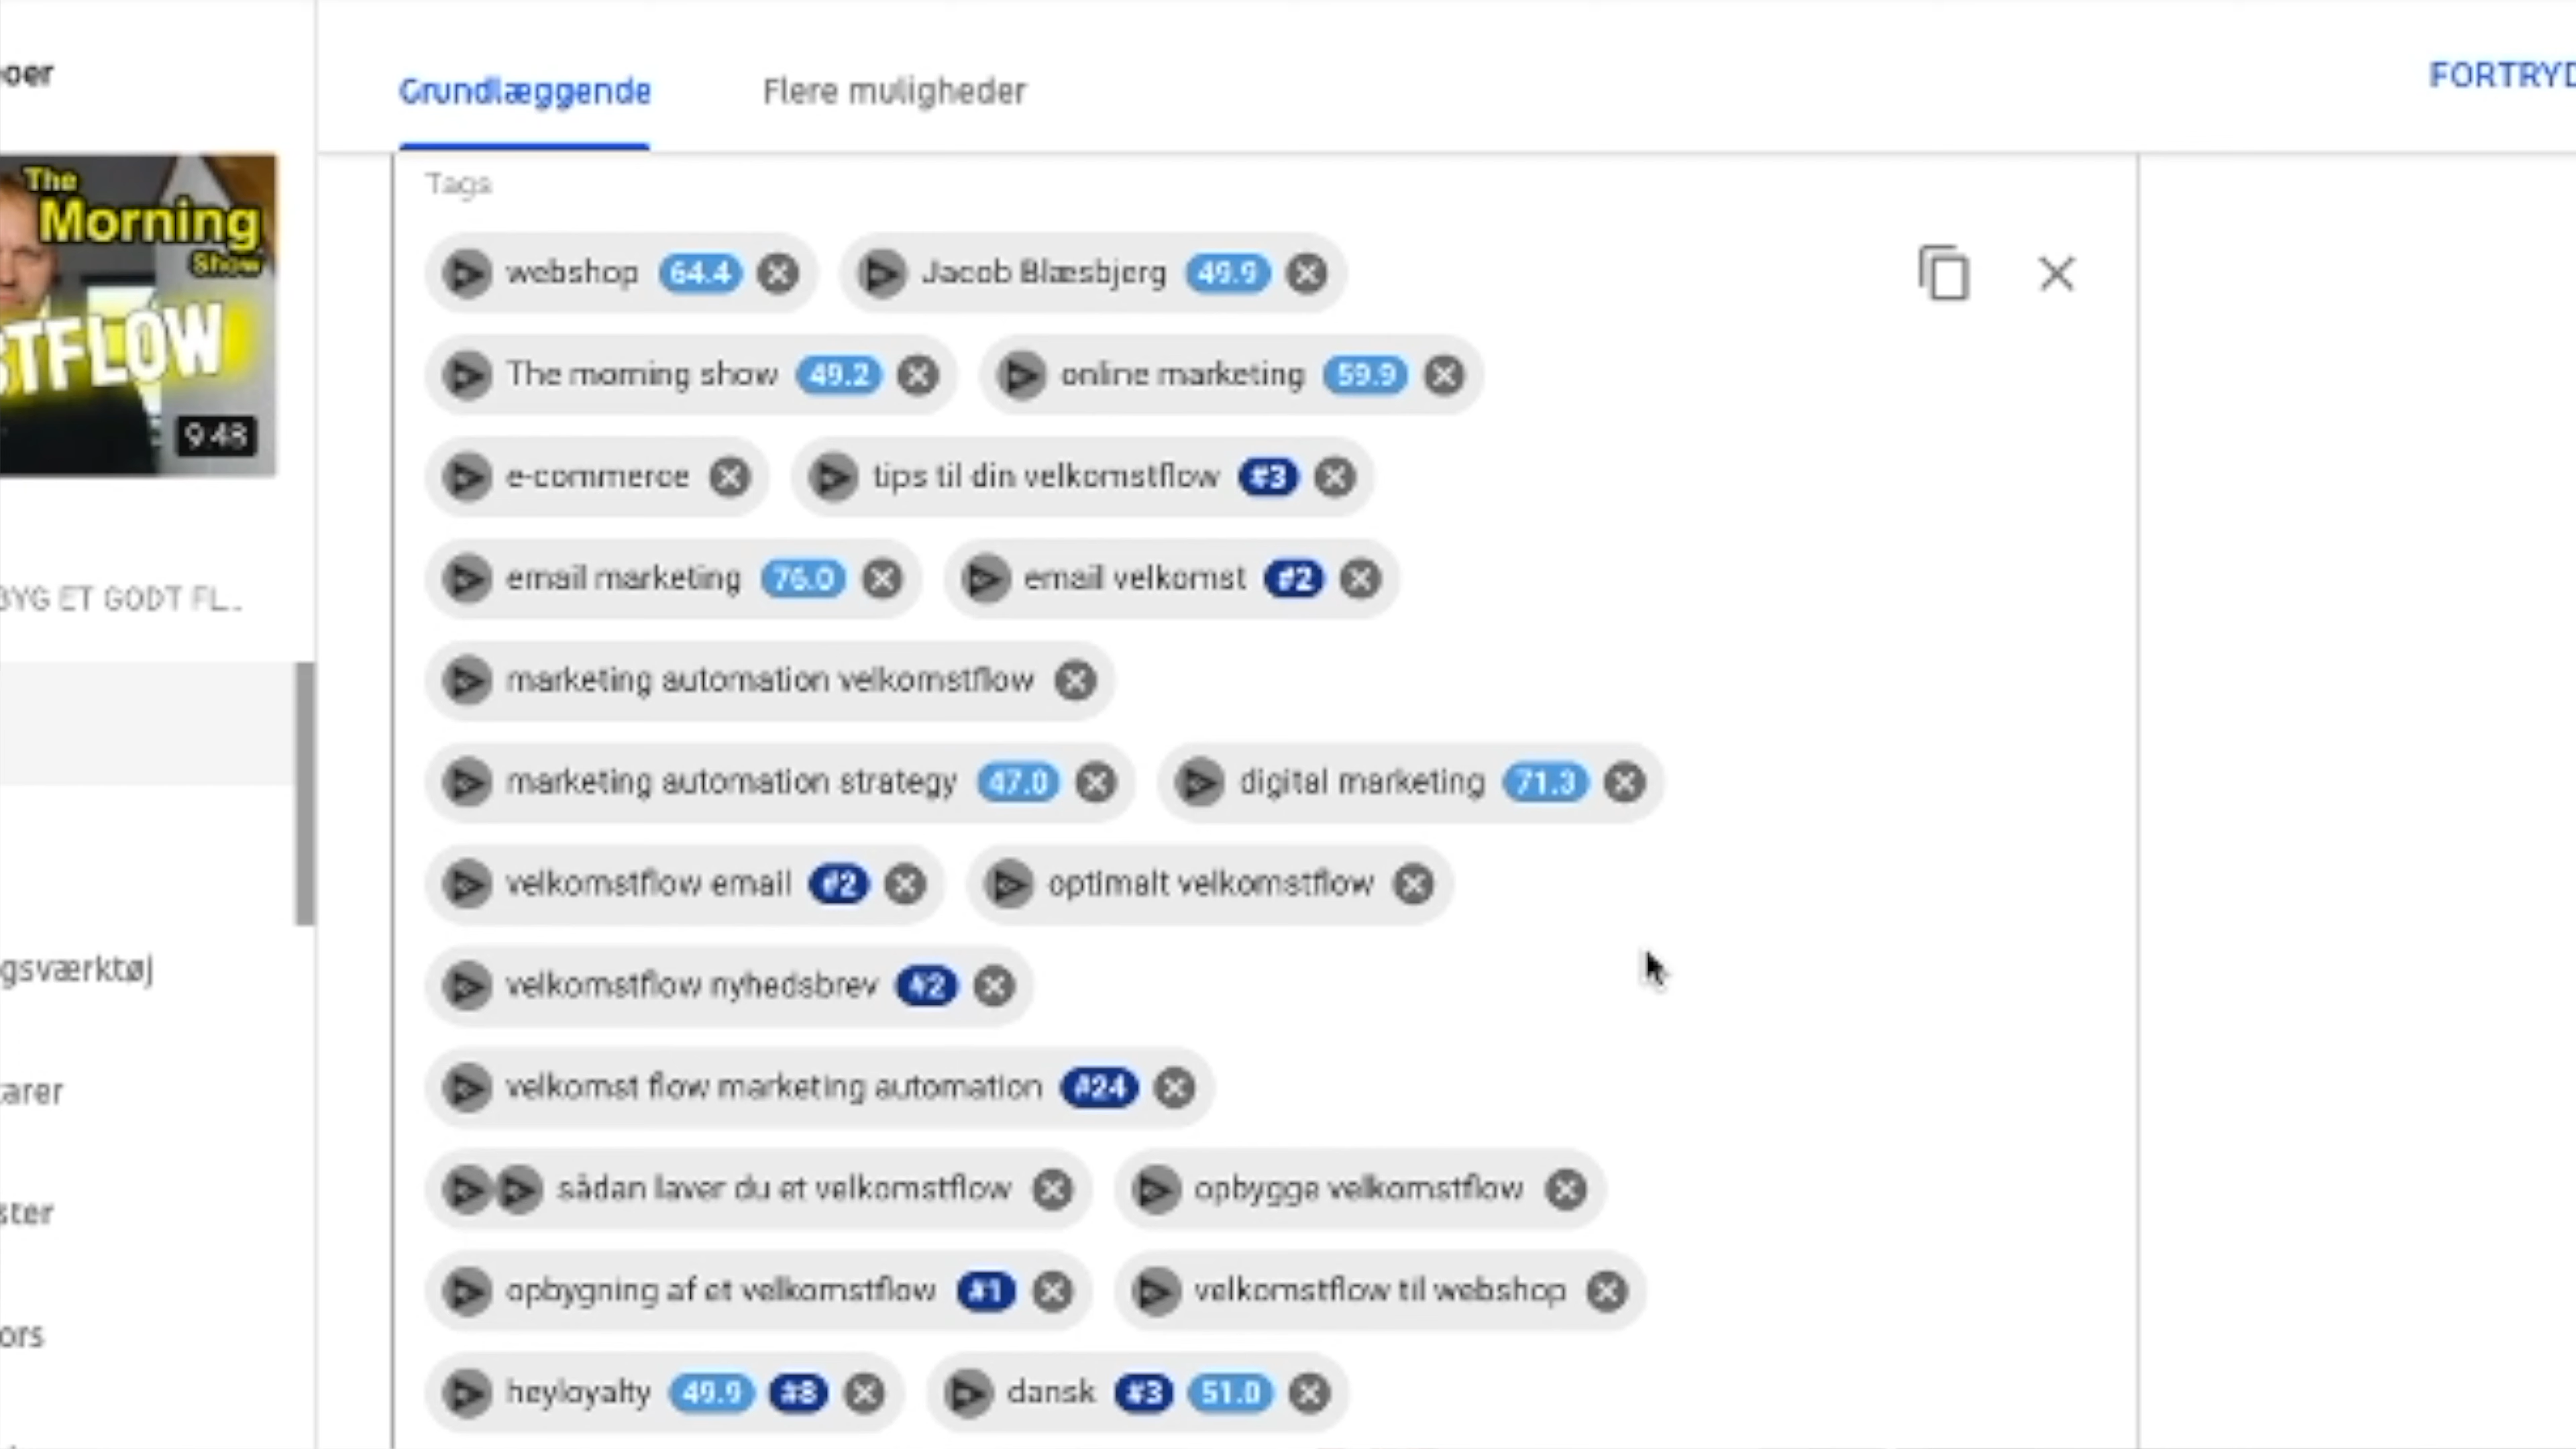 oer
Grundlæggende Flere muligheder
FORTRYD
The
Morning
Show
STFLOW
9:48
BYG ET GODT FL…
gsværktøj
arer
ster
ors
Tags
webshop 64.4 Jacob Blæsbjerg 49.9
The morning show 49.2 online marketing 59.9
e-commerce tips til din velkomstflow #3
email marketing 76.0 email velkomst #2
marketing automation velkomstflow
marketing automation strategy 47.0 digital marketing 71.3
velkomstflow email #2 optimalt velkomstflow
velkomstflow nyhedsbrev #2
velkomst flow marketing automation #24
sådan laver du et velkomstflow opbygge velkomstflow
opbygning af et velkomstflow #1 velkomstflow til webshop
heyloyalty 49.9 #8 dansk #3 51.0